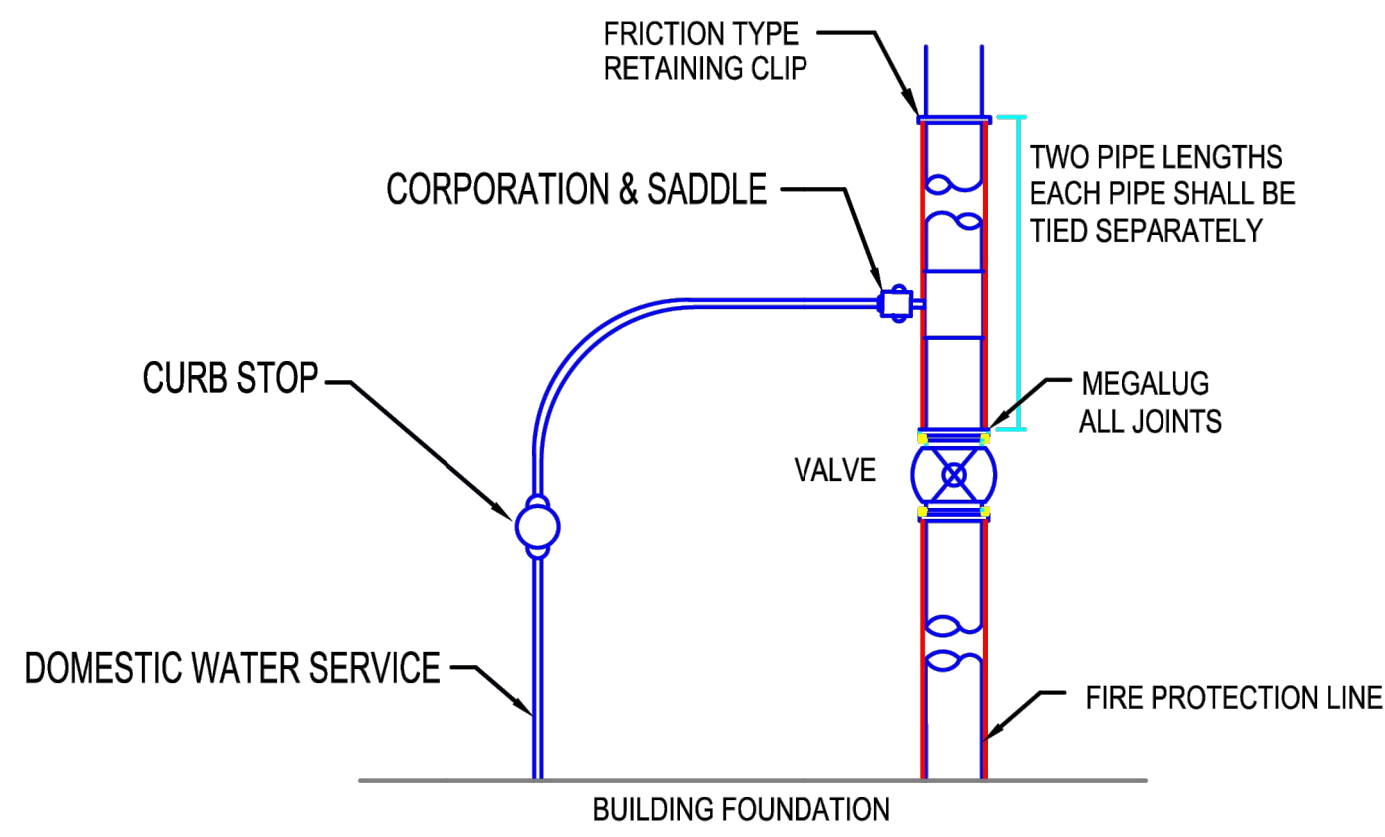 FRICTION TYPE
RETAINING CLIP
TWO PIPE LENGTHS
EACH PIPE SHALL BE
TIED SEPARATELY
CORPORATION & SADDLE
CURB STOP
MEGALUG
ALL JOINTS
VALVE
DOMESTIC WATER SERVICE
FIRE PROTECTION LINE
BUILDING FOUNDATION